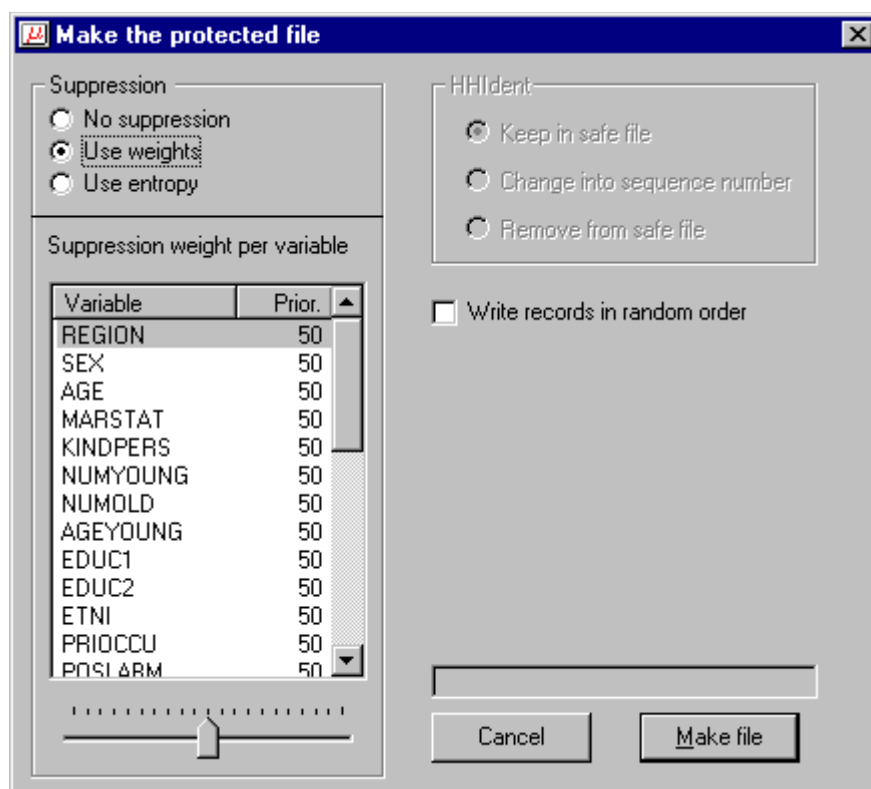 μ Make the protected file
Suppression
No suppression
Use weights
Use entropy
Suppression weight per variable
Variable Prior.
REGION 50
SEX 50
AGE 50
MARSTAT 50
KINDPERS 50
NUMYOUNG 50
NUMOLD 50
AGEYOUNG 50
EDUC1 50
EDUC2 50
ETNI 50
PRIOCCU 50
POSLABM 50
HHIdent
Keep in safe file
Change into sequence number
Remove from safe file
Write records in random order
Cancel Make file